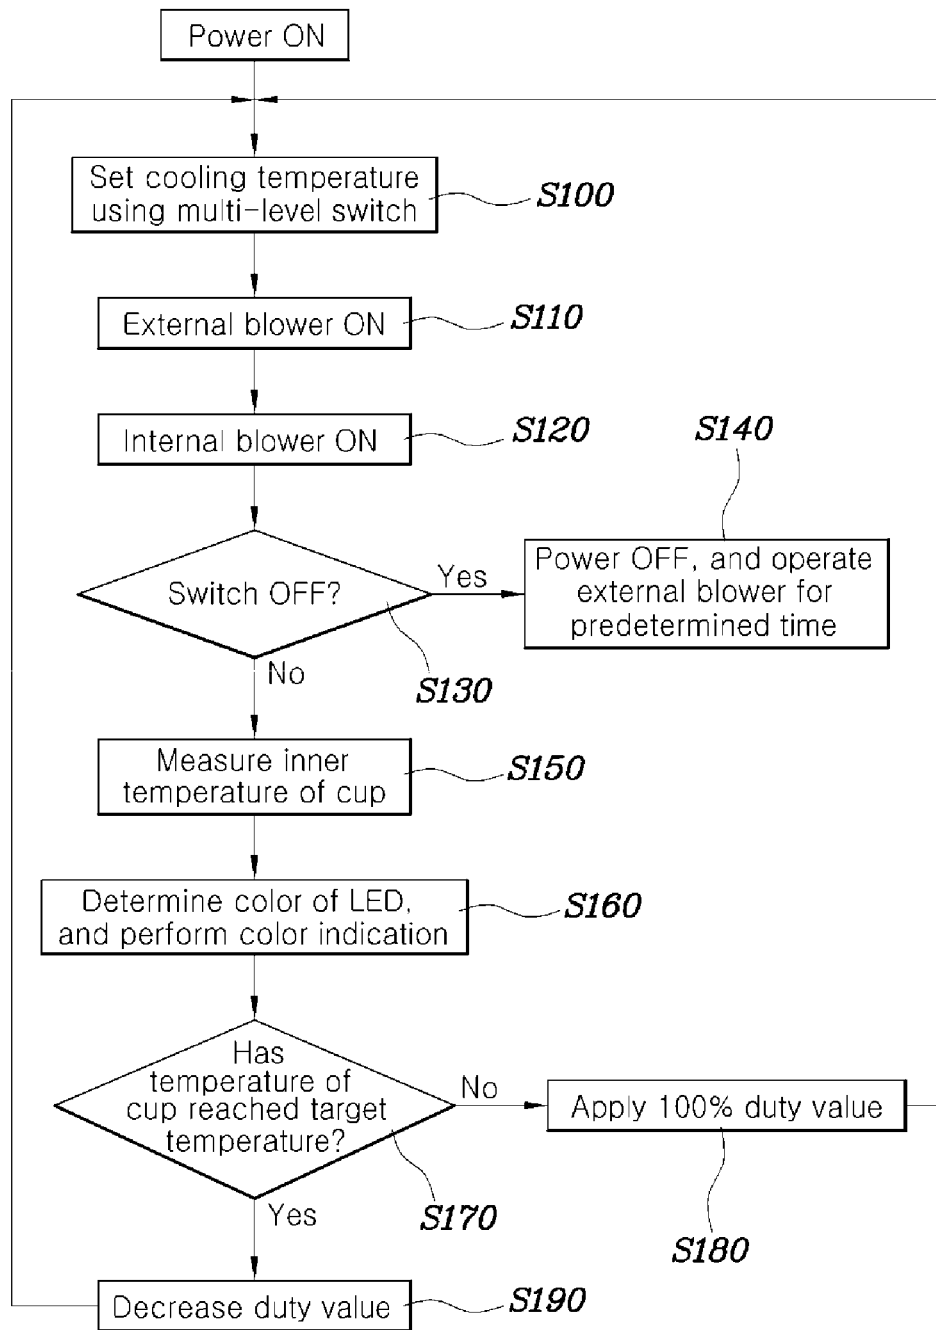 Power ON
Set cooling temperature
using multi-level switch
S100
External blower ON
S110
Internal blower ON
S120
S140
Switch OFF?
Yes
Power OFF, and operate
external blower for
predetermined time
No
S130
Measure inner
temperature of cup
S150
Determine color of LED,
and perform color indication
S160
Has
temperature of
cup reached target
temperature?
No
Apply 100% duty value
Yes
S170
S180
Decrease duty value
S190